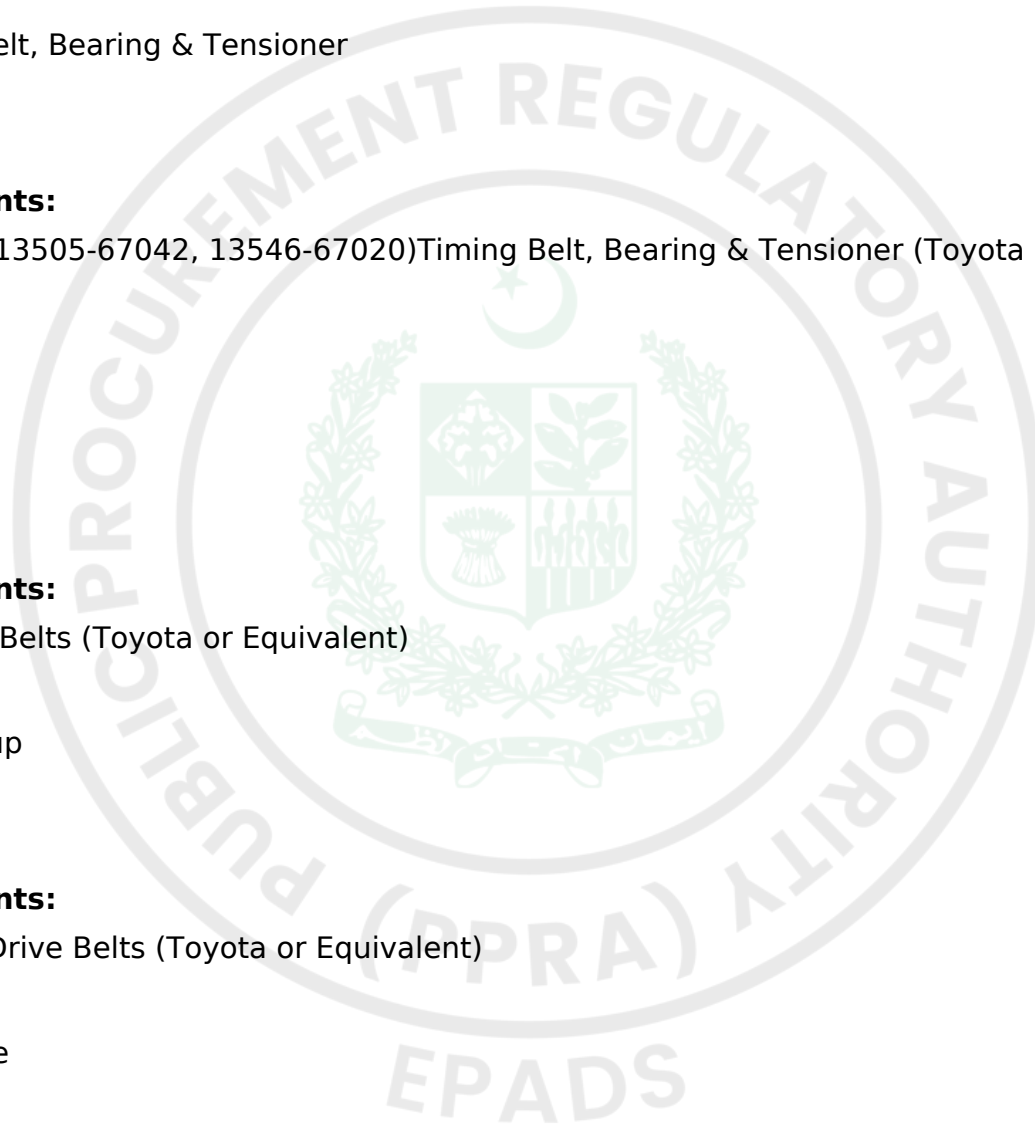 elt, Bearing & Tensioner
nts:
13505-67042, 13546-67020)Timing Belt, Bearing & Tensioner (Toyota
nts:
Belts (Toyota or Equivalent)
up
nts:
Drive Belts (Toyota or Equivalent)
e
PUBLIC PROCUREMENT REGULATORY AUTHORITY
(PPRA)
EPADS